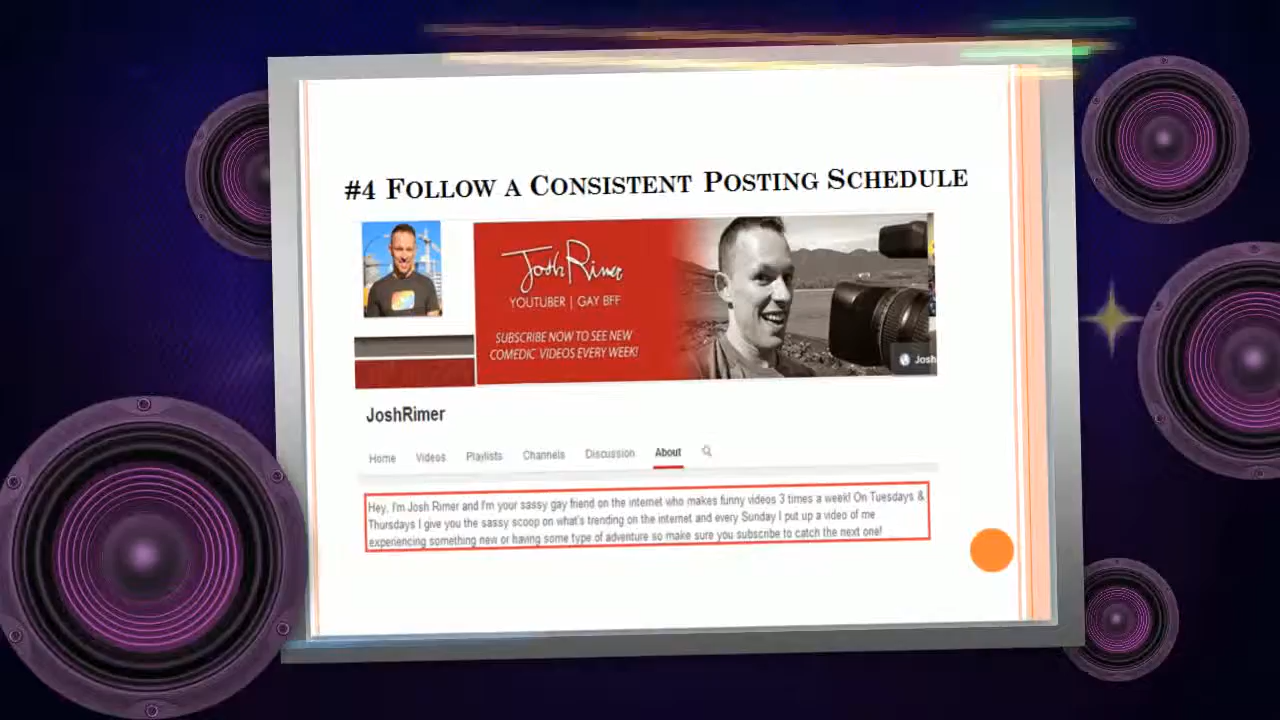 #4 FOLLOW A CONSISTENT POSTING SCHEDULE
Josh Rimer
YOUTUBER | GAY BFF
SUBSCRIBE NOW TO SEE NEW
COMEDIC VIDEOS EVERY WEEK!
Josh
JoshRimer
Home Videos Playlists Channels Discussion About
Hey, I'm Josh Rimer and I'm your sassy gay friend on the internet who makes funny videos 3 times a week! On Tuesdays &
Thursdays I give you the sassy scoop on what's trending on the internet and every Sunday I put up a video of me
experiencing something new or having some type of adventure so make sure you subscribe to catch the next one!